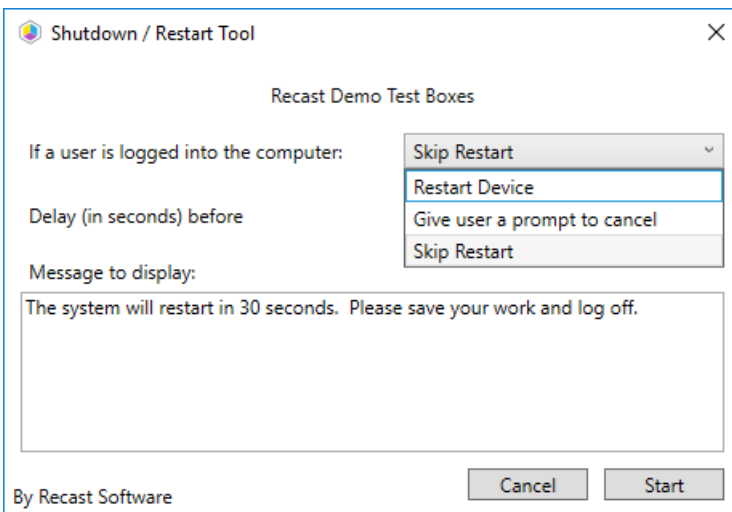 Shutdown / Restart Tool
Recast Demo Test Boxes
If a user is logged into the computer:
Skip Restart
Restart Device
Give user a prompt to cancel
Skip Restart
Delay (in seconds) before
Message to display:
The system will restart in 30 seconds.  Please save your work and log off.
Cancel
Start
By Recast Software